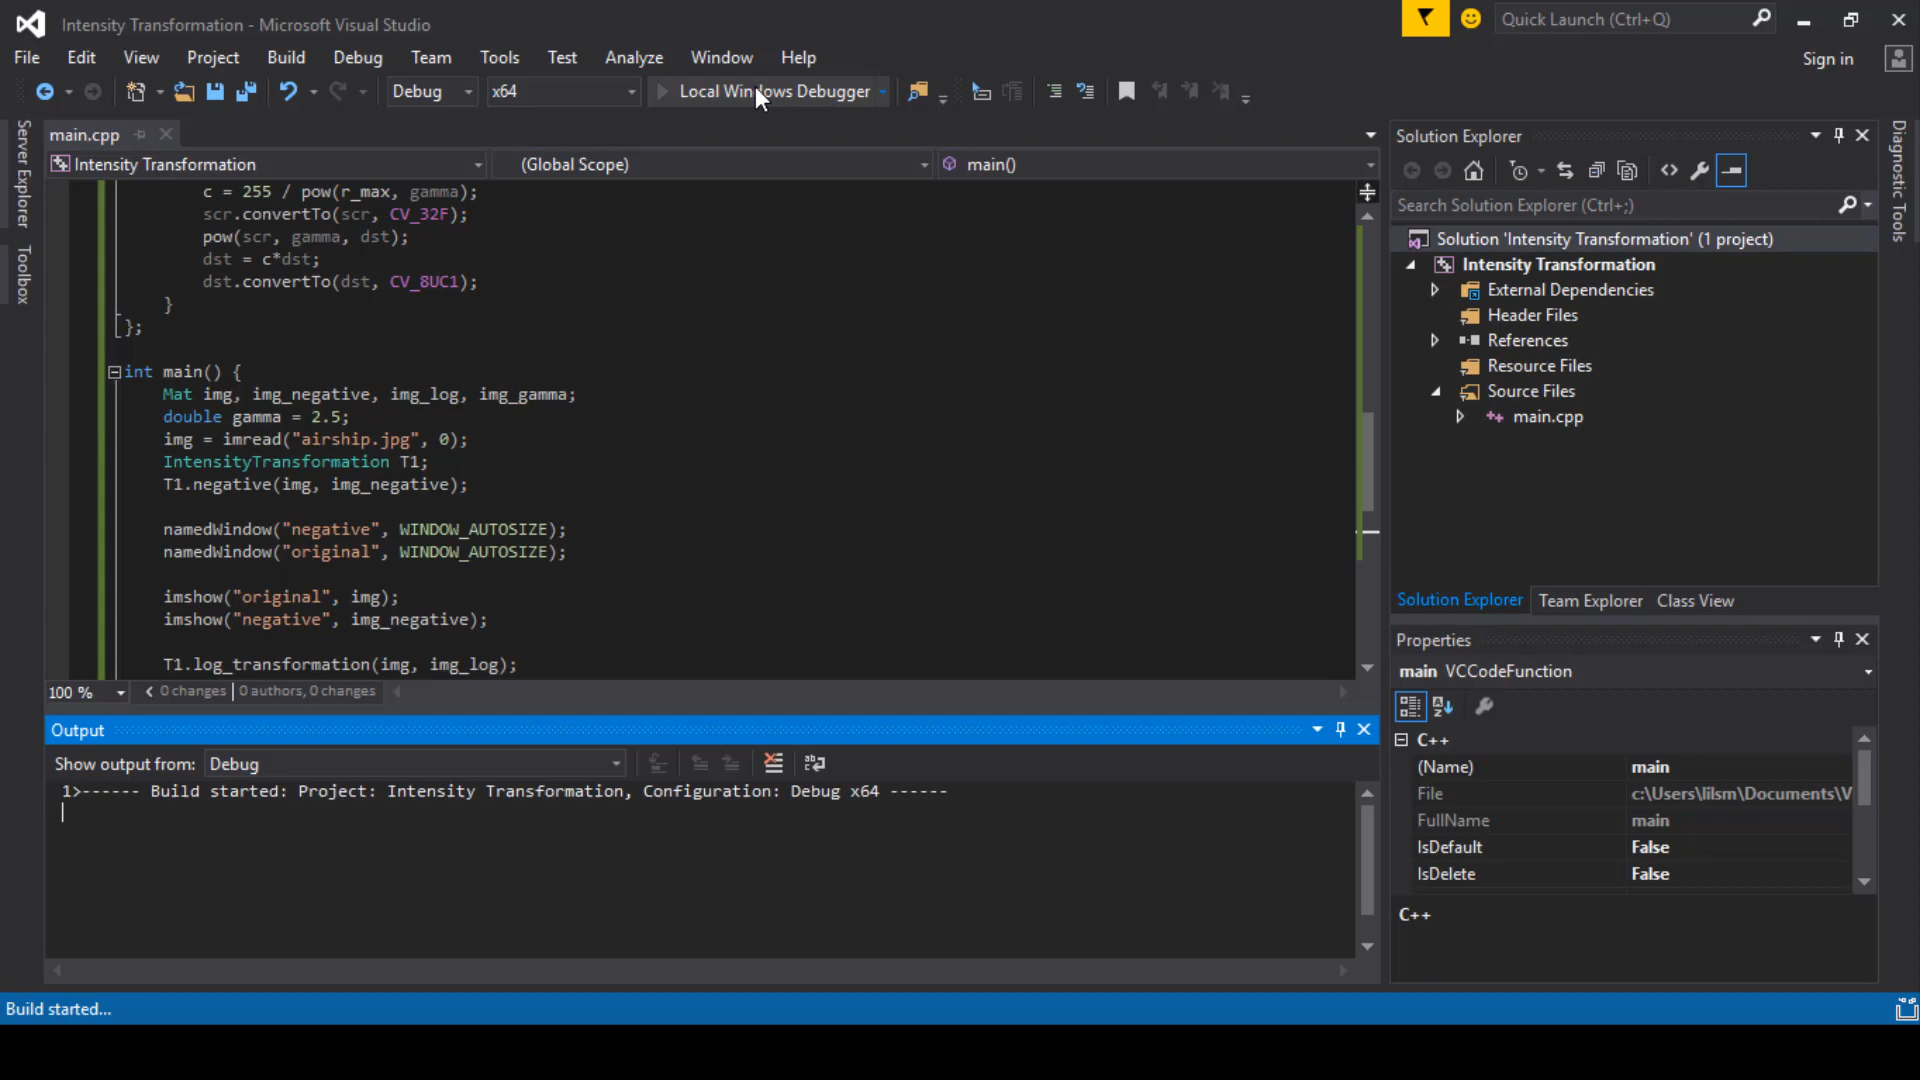 Intensity Transformation - Microsoft Visual Studio
Quick Launch (Ctrl+Q)
File Edit View Project Build Debug Team Tools Test Analyze Window Help
Sign in
Debug x64 Local Windows Debugger
Server Explorer
Toolbox
main.cpp
Intensity Transformation (Global Scope) main()
c = 255 / pow(r_max, gamma);
scr.convertTo(scr, CV_32F);
pow(scr, gamma, dst);
dst = c*dst;
dst.convertTo(dst, CV_8UC1);
}
};
int main() {
Mat img, img_negative, img_log, img_gamma;
double gamma = 2.5;
img = imread("airship.jpg", 0);
IntensityTransformation T1;
T1.negative(img, img_negative);
namedWindow("negative", WINDOW_AUTOSIZE);
namedWindow("original", WINDOW_AUTOSIZE);
imshow("original", img);
imshow("negative", img_negative);
T1.log_transformation(img, img_log);
100 % 0 changes | 0 authors, 0 changes
Output
Show output from: Debug
1>------ Build started: Project: Intensity Transformation, Configuration: Debug x64 ------
Build started...
Solution Explorer
Search Solution Explorer (Ctrl+;)
Solution 'Intensity Transformation' (1 project)
Intensity Transformation
External Dependencies
Header Files
References
Resource Files
Source Files
main.cpp
Solution Explorer Team Explorer Class View
Properties
main VCCodeFunction
C++
(Name) main
File c:\Users\lilsm\Documents\V
FullName main
IsDefault False
IsDelete False
C++
Diagnostic Tools